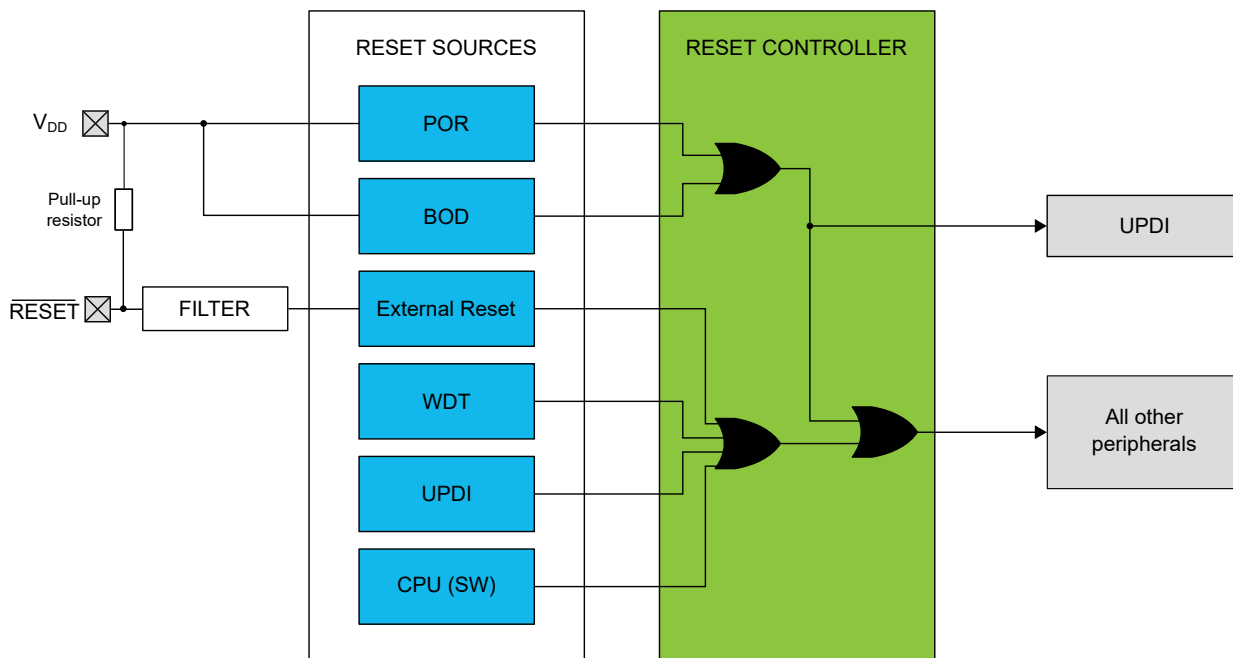 RESET SOURCES
RESET CONTROLLER
VDD
POR
Pull-up
resistor
BOD
UPDI
RESET
FILTER
External Reset
WDT
All other
peripherals
UPDI
CPU (SW)